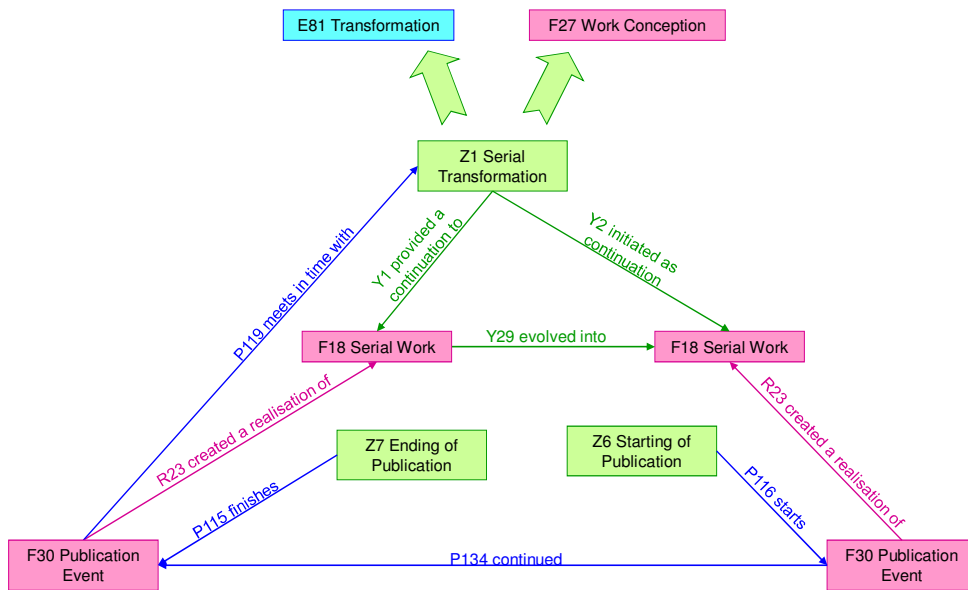 E81 Transformation
F27 Work Conception
Z1 Serial
Transformation
P119 meets in time with
Y1 provided a
continuation to
Y2 initiated as
continuation
F18 Serial Work
Y29 evolved into
F18 Serial Work
R23 created a realisation of
R23 created a realisation of
Z7 Ending of
Publication
Z6 Starting of
Publication
P115 finishes
P116 starts
F30 Publication
Event
P134 continued
F30 Publication
Event